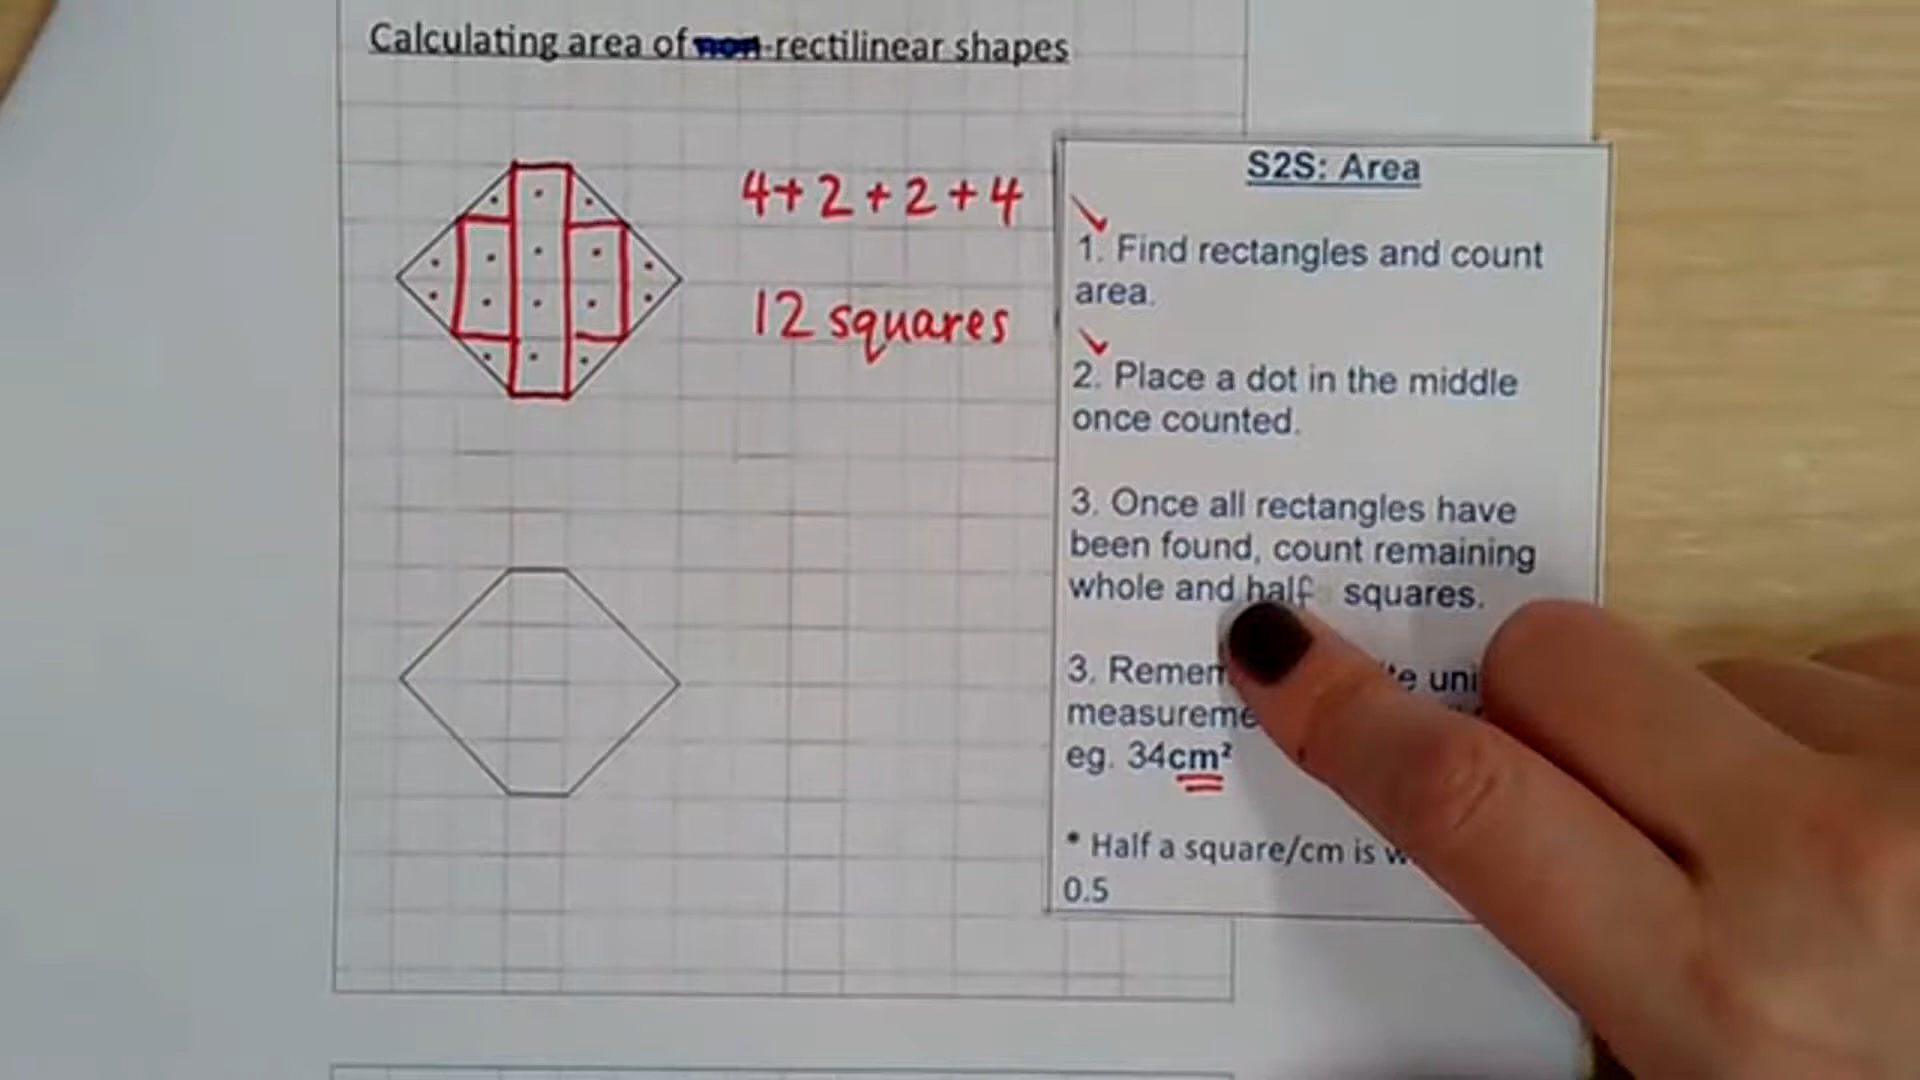 Calculating area of -rectilinear shapes
4+2+2+4
12 squares
S2S: Area
1. Find rectangles and count
area.
2. Place a dot in the middle
once counted.
3. Once all rectangles have
been found, count remaining
whole and half squares.
3.
eg. 34cm²
* Half a square/cm is
0.5